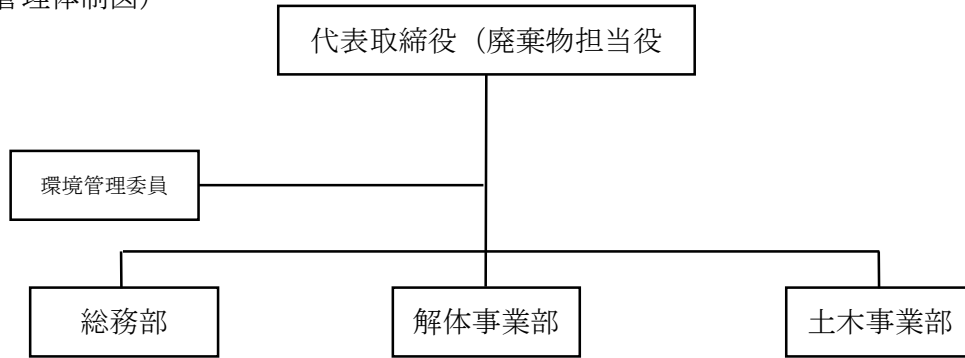 管理体制図）
代表取締役（廃棄物担当役
環境管理委員
総務部
解体事業部
土木事業部